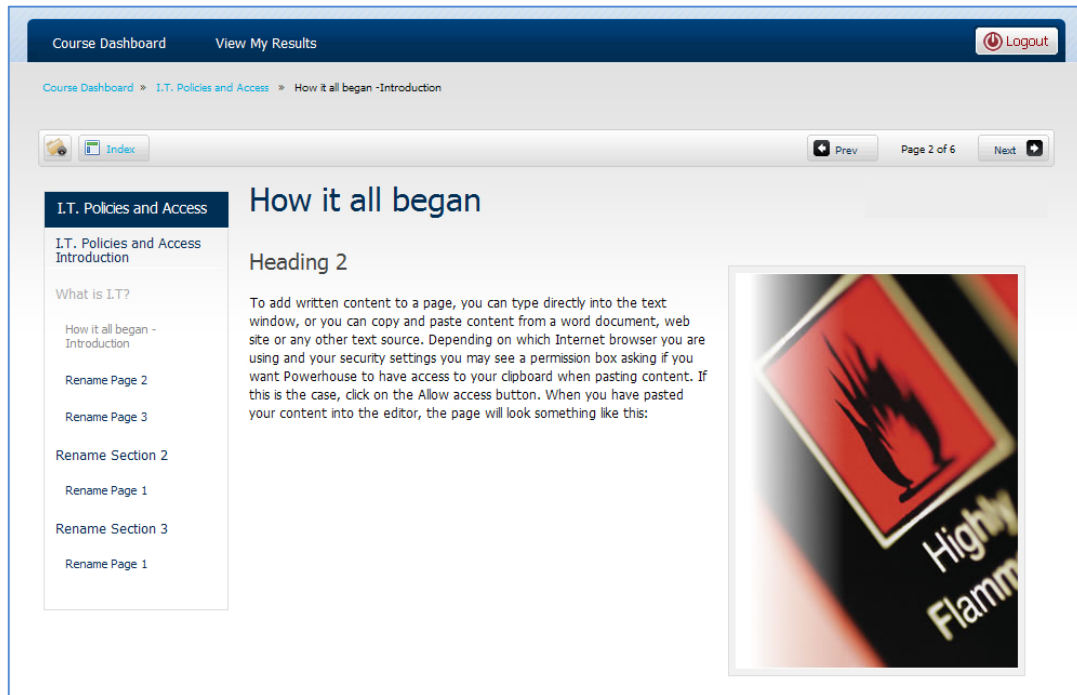 Course Dashboard View My Results Logout
Course Dashboard » I.T. Policies and Access » How it all began -Introduction
Index Prev Page 2 of 6 Next
I.T. Policies and Access
I.T. Policies and Access
Introduction
What is I.T?
How it all began -
Introduction
Rename Page 2
Rename Page 3
Rename Section 2
Rename Page 1
Rename Section 3
Rename Page 1
How it all began
Heading 2
To add written content to a page, you can type directly into the text
window, or you can copy and paste content from a word document, web
site or any other text source. Depending on which Internet browser you are
using and your security settings you may see a permission box asking if you
want Powerhouse to have access to your clipboard when pasting content. If
this is the case, click on the Allow access button. When you have pasted
your content into the editor, the page will look something like this:
Highly
Flamm